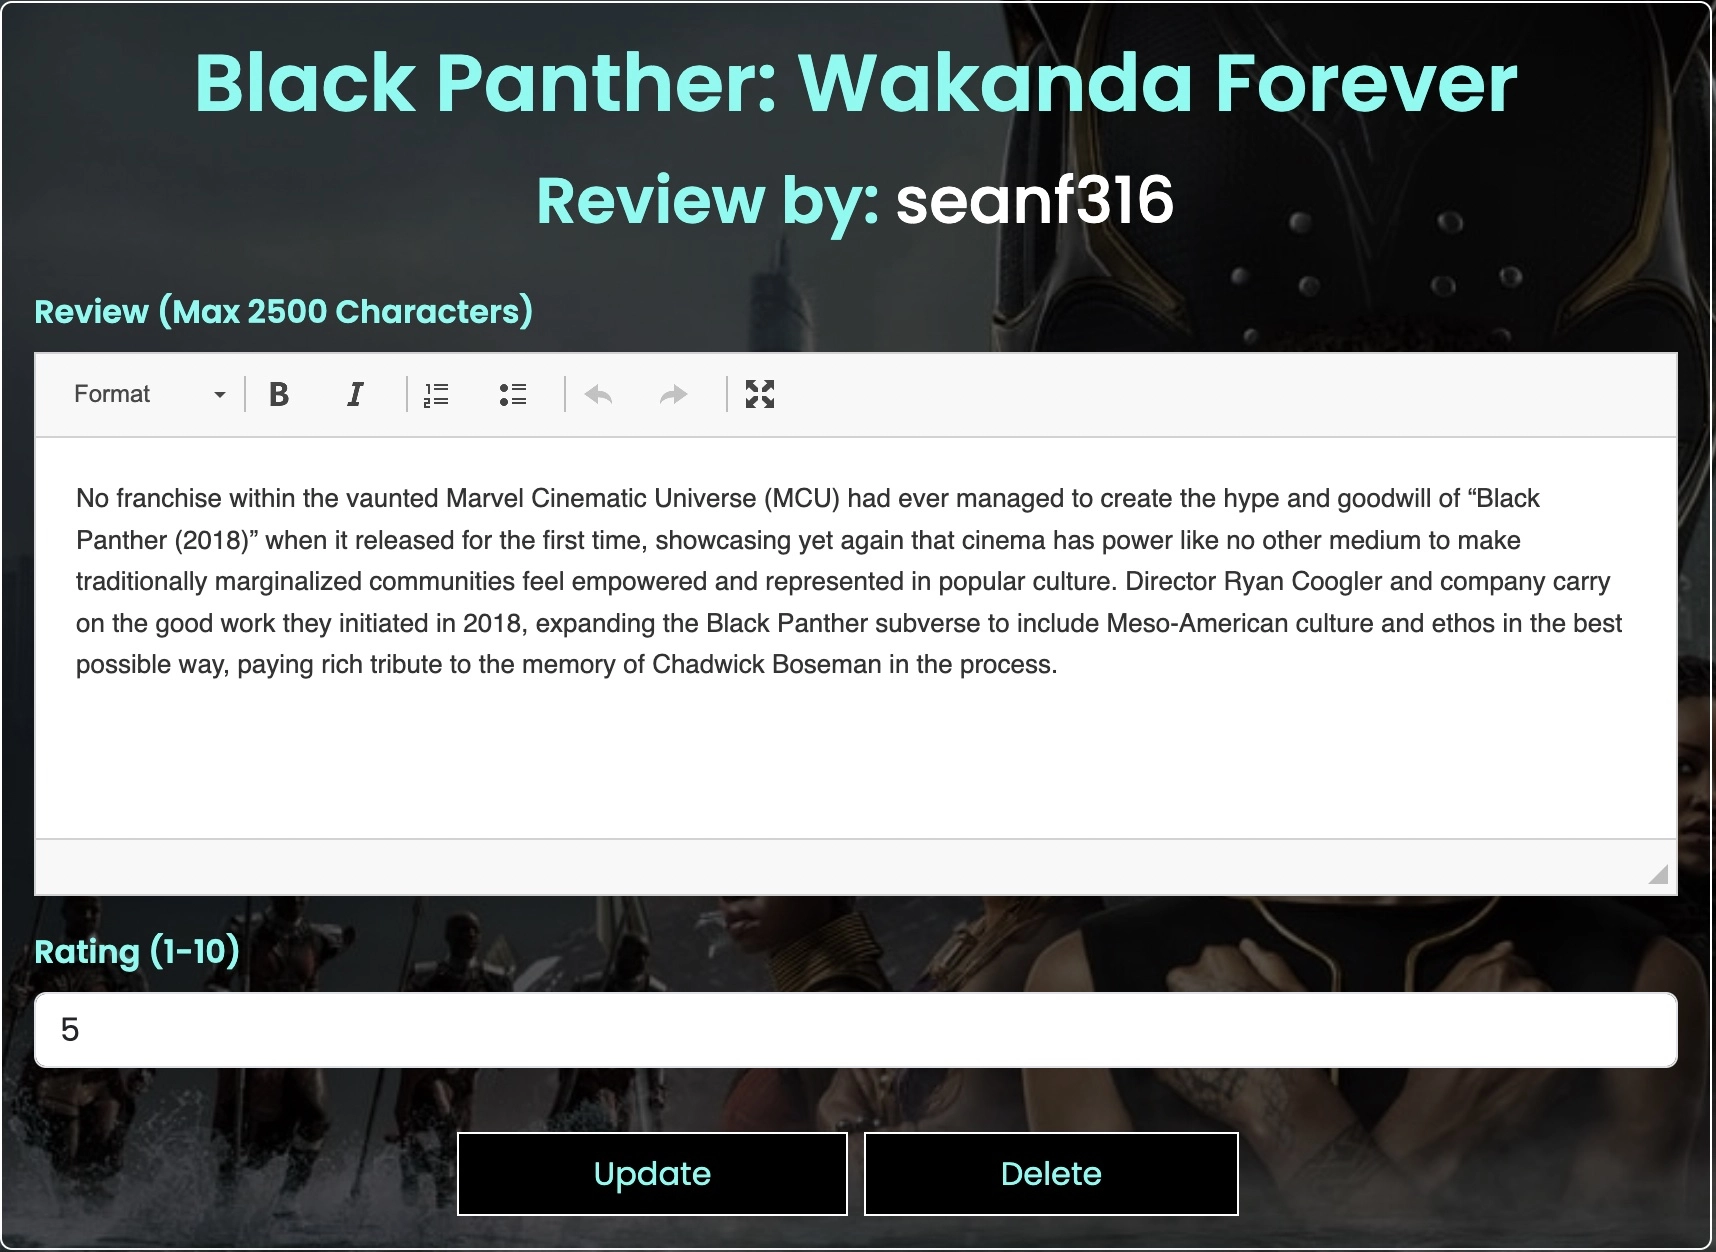 Black Panther: Wakanda Forever
Review by: seanf316
Review (Max 2500 Characters)
Format B I
No franchise within the vaunted Marvel Cinematic Universe (MCU) had ever managed to create the hype and goodwill of “Black
Panther (2018)” when it released for the first time, showcasing yet again that cinema has power like no other medium to make
traditionally marginalized communities feel empowered and represented in popular culture. Director Ryan Coogler and company carry
on the good work they initiated in 2018, expanding the Black Panther subverse to include Meso-American culture and ethos in the best
possible way, paying rich tribute to the memory of Chadwick Boseman in the process.
Rating (1-10)
5
Update Delete